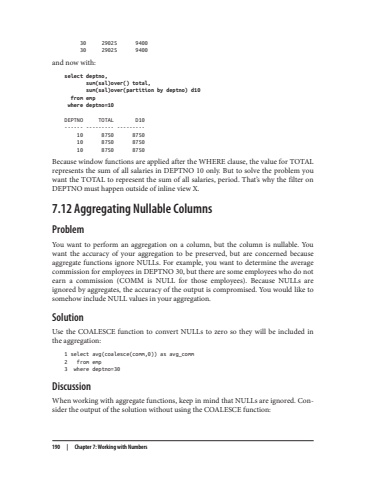 30 29025 9400
30 29025 9400
and now with:
select deptno,
sum(sal)over() total,
sum(sal)over(partition by deptno) d10
from emp
where deptno=10
DEPTNO TOTAL D10
------ --------- ---------
10 8750 8750
10 8750 8750
10 8750 8750
Because window functions are applied after the WHERE clause, the value for TOTAL
represents the sum of all salaries in DEPTNO 10 only. But to solve the problem you
want the TOTAL to represent the sum of all salaries, period. That’s why the filter on
DEPTNO must happen outside of inline view X.
7.12 Aggregating Nullable Columns
Problem
You want to perform an aggregation on a column, but the column is nullable. You
want the accuracy of your aggregation to be preserved, but are concerned because
aggregate functions ignore NULLs. For example, you want to determine the average
commission for employees in DEPTNO 30, but there are some employees who do not
earn a commission (COMM is NULL for those employees). Because NULLs are
ignored by aggregates, the accuracy of the output is compromised. You would like to
somehow include NULL values in your aggregation.
Solution
Use the COALESCE function to convert NULLs to zero so they will be included in
the aggregation:
1 select avg(coalesce(comm,0)) as avg_comm
2 from emp
3 where deptno=30
Discussion
When working with aggregate functions, keep in mind that NULLs are ignored. Con-
sider the output of the solution without using the COALESCE function:
198 | Chapter 7: Working with Numbers